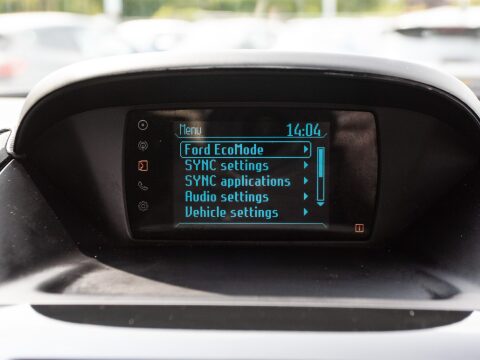 Menu 14:04
Ford EcoMode
SYNC settings
SYNC applications
Audio settings
Vehicle settings